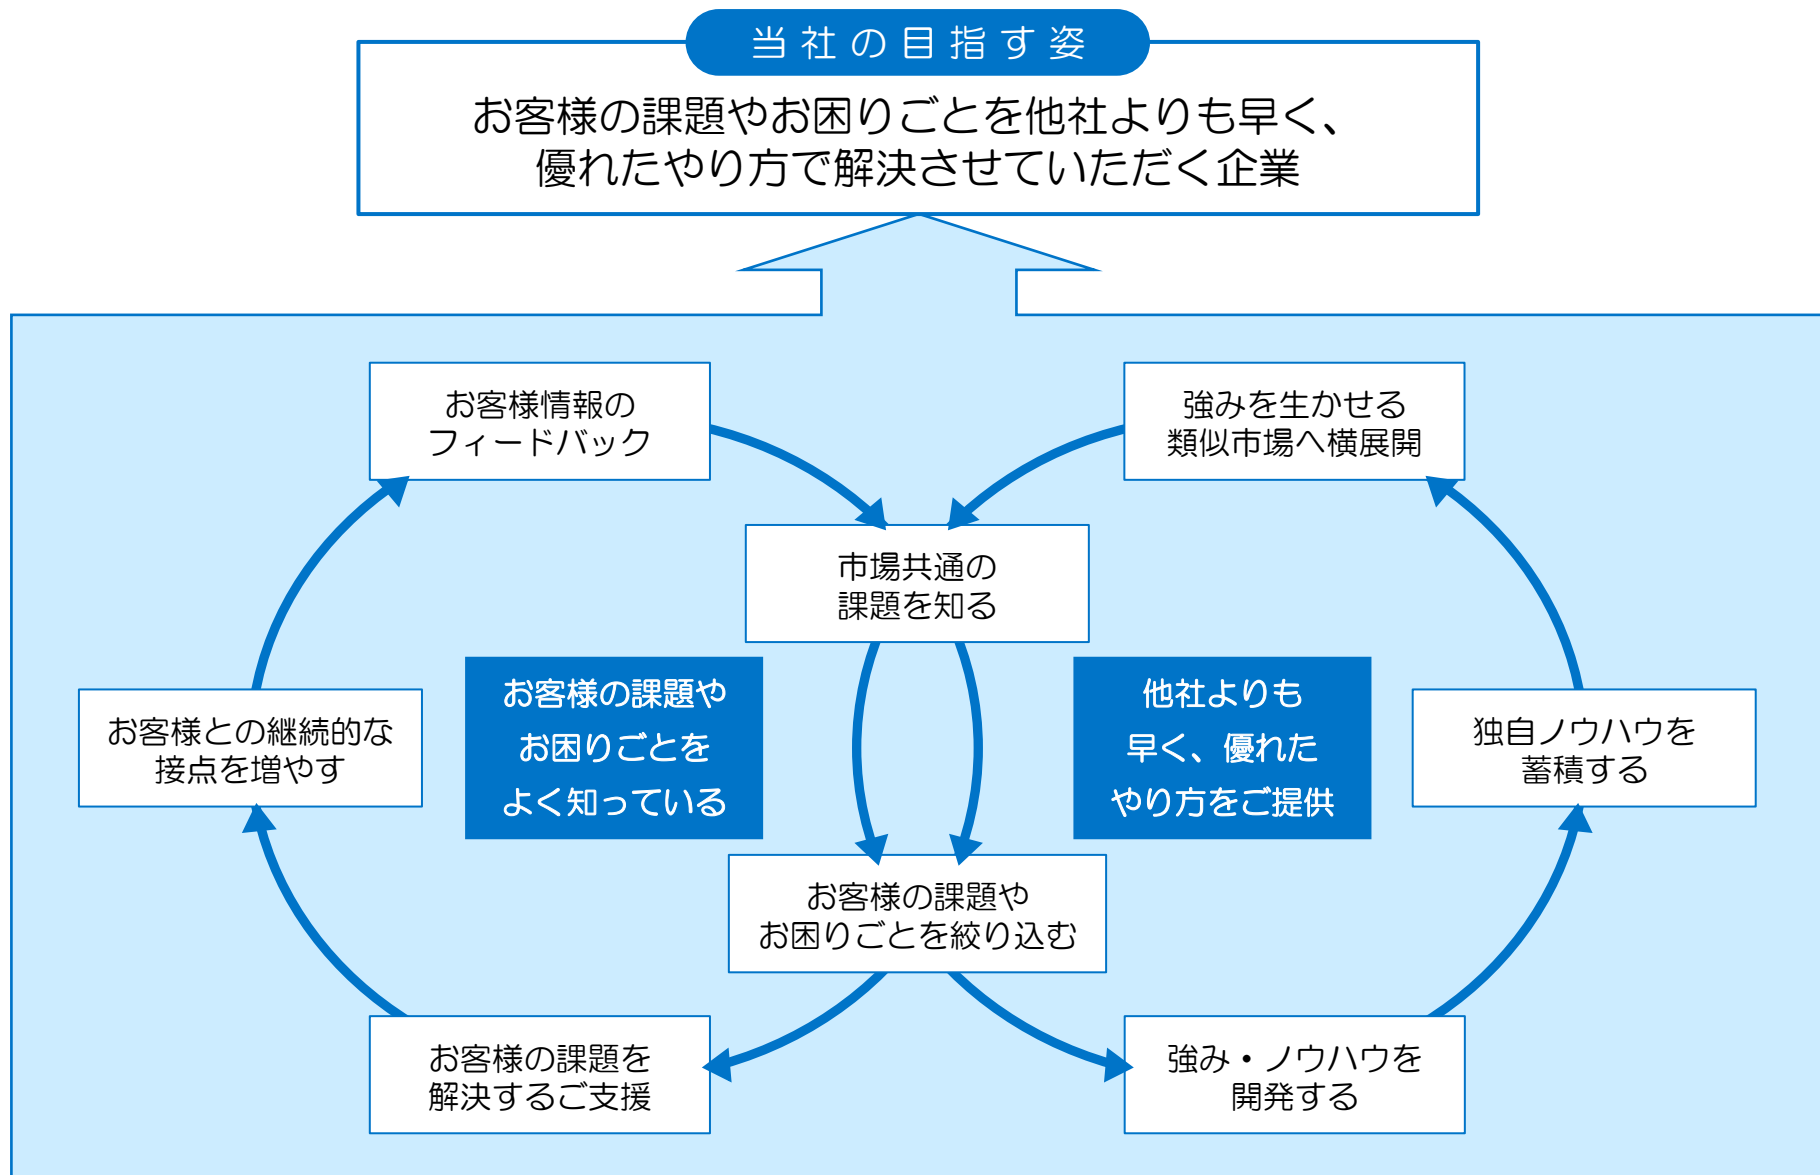 当社の目指す姿
お客様の課題やお困りごとを他社よりも早く、
優れたやり方で解決させていただく企業
お客様情報の
フィードバック
強みを生かせる
類似市場へ横展開
市場共通の
課題を知る
お客様の課題や
お困りごとを
よく知っている
他社よりも
早く、優れた
やり方をご提供
お客様との継続的な
接点を増やす
独自ノウハウを
蓄積する
お客様の課題や
お困りごとを絞り込む
お客様の課題を
解決するご支援
強み・ノウハウを
開発する